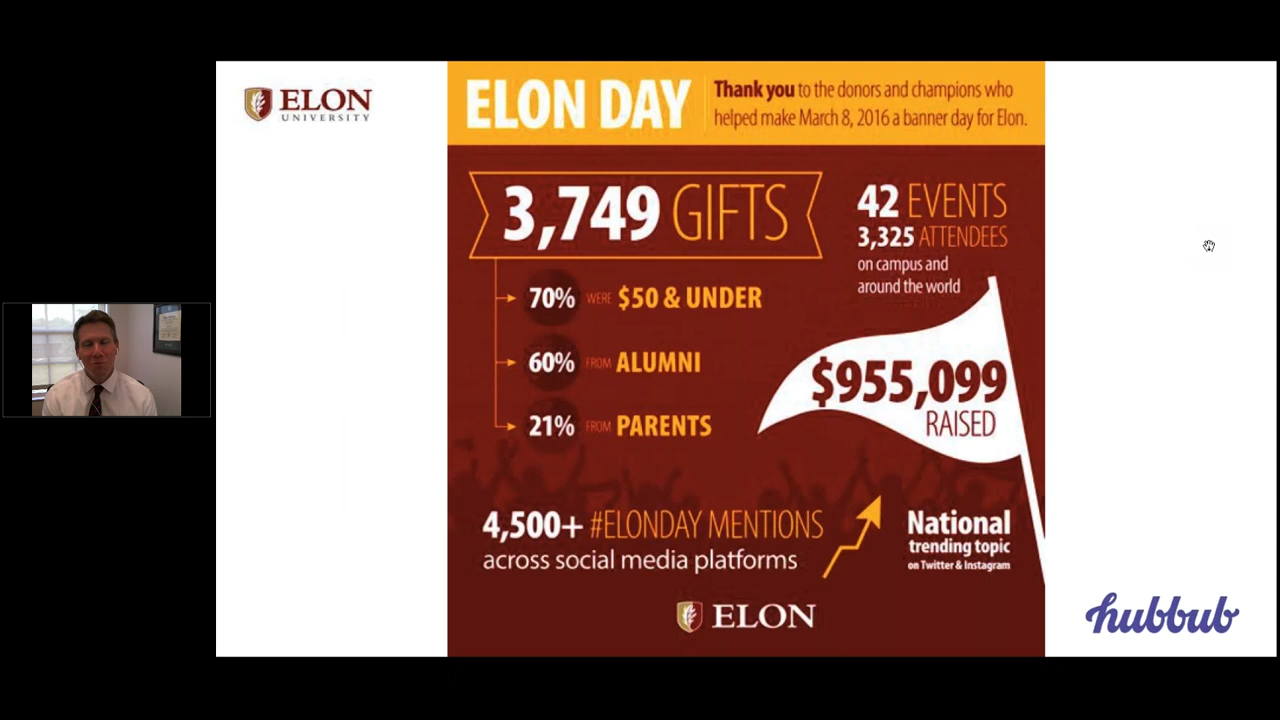 ELON
UNIVERSITY
ELON DAY
Thank you to the donors and champions who
helped make March 8, 2016 a banner day for Elon.
3,749 GIFTS
70% WERE $50 & UNDER
60% FROM ALUMNI
21% FROM PARENTS
42 EVENTS
3,325 ATTENDEES
on campus and
around the world
$955,099
RAISED
4,500+ #ELONDAY MENTIONS
across social media platforms
National
trending topic
on Twitter & Instagram
ELON
hubbub